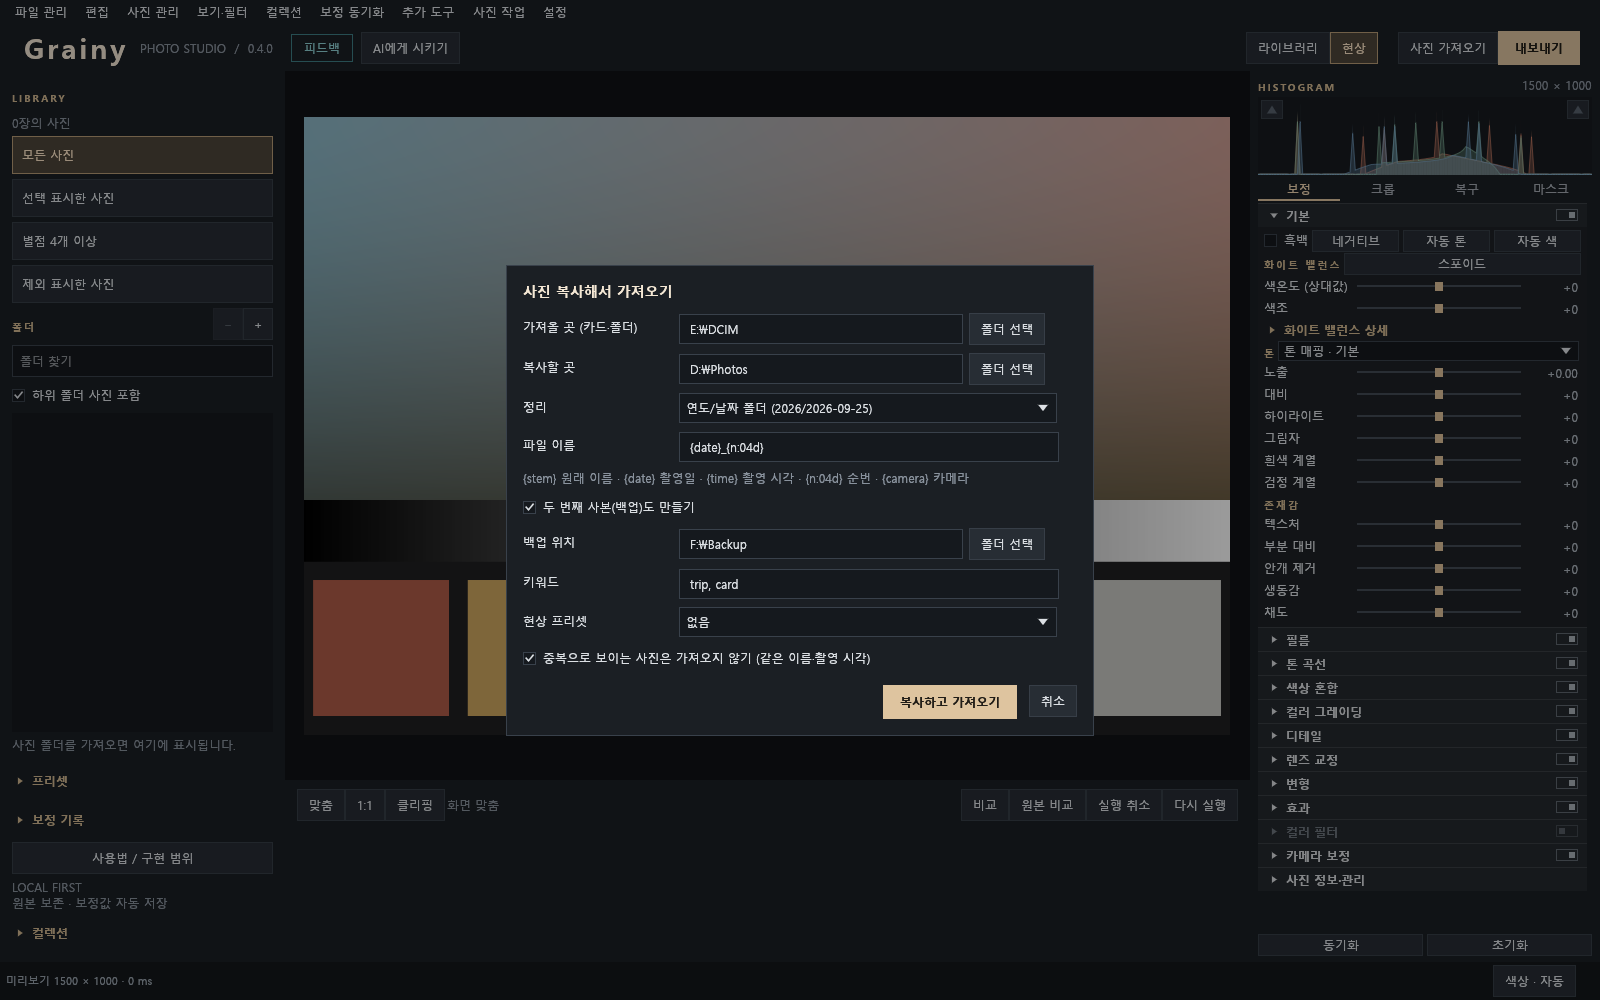 파일 관리 편집 사진 관리 보기·필터 컬렉션 보정 동기화 추가 도구 사진 작업 설정
Grainy PHOTO STUDIO / 0.4.0 피드백 AI에게 시키기 라이브러리 현상 사진 가져오기 내보내기
LIBRARY
0장의 사진
모든 사진
선택 표시한 사진
별점 4개 이상
제외 표시한 사진
폴더 − +
폴더 찾기
하위 폴더 사진 포함
사진 폴더를 가져오면 여기에 표시됩니다.
프리셋
보정 기록
사용법 / 구현 범위
LOCAL FIRST
원본 보존 · 보정값 자동 저장
컬렉션
사진 복사해서 가져오기
가져올 곳 (카드·폴더) E:₩DCIM 폴더 선택
복사할 곳 D:₩Photos 폴더 선택
정리 연도/날짜 폴더 (2026/2026-09-25)
파일 이름 {date}_{n:04d}
{stem} 원래 이름 · {date} 촬영일 · {time} 촬영 시각 · {n:04d} 순번 · {camera} 카메라
두 번째 사본(백업)도 만들기
백업 위치 F:₩Backup 폴더 선택
키워드 trip, card
현상 프리셋 없음
중복으로 보이는 사진은 가져오지 않기 (같은 이름·촬영 시각)
복사하고 가져오기 취소
맞춤 1:1 클리핑 화면 맞춤 비교 원본 비교 실행 취소 다시 실행
HISTOGRAM 1500 × 1000
보정 크롭 복구 마스크
기본
흑백 네거티브 자동 톤 자동 색
화이트 밸런스 스포이드
색온도 (상대값) +0
색조 +0
화이트 밸런스 상세
톤 톤 매핑 · 기본
노출 +0.00
대비 +0
하이라이트 +0
그림자 +0
흰색 계열 +0
검정 계열 +0
존재감
텍스처 +0
부분 대비 +0
안개 제거 +0
생동감 +0
채도 +0
필름
톤 곡선
색상 혼합
컬러 그레이딩
디테일
렌즈 교정
변형
효과
컬러 필터
카메라 보정
사진 정보·관리
동기화 초기화
미리보기 1500 × 1000 · 0 ms 색상 · 자동